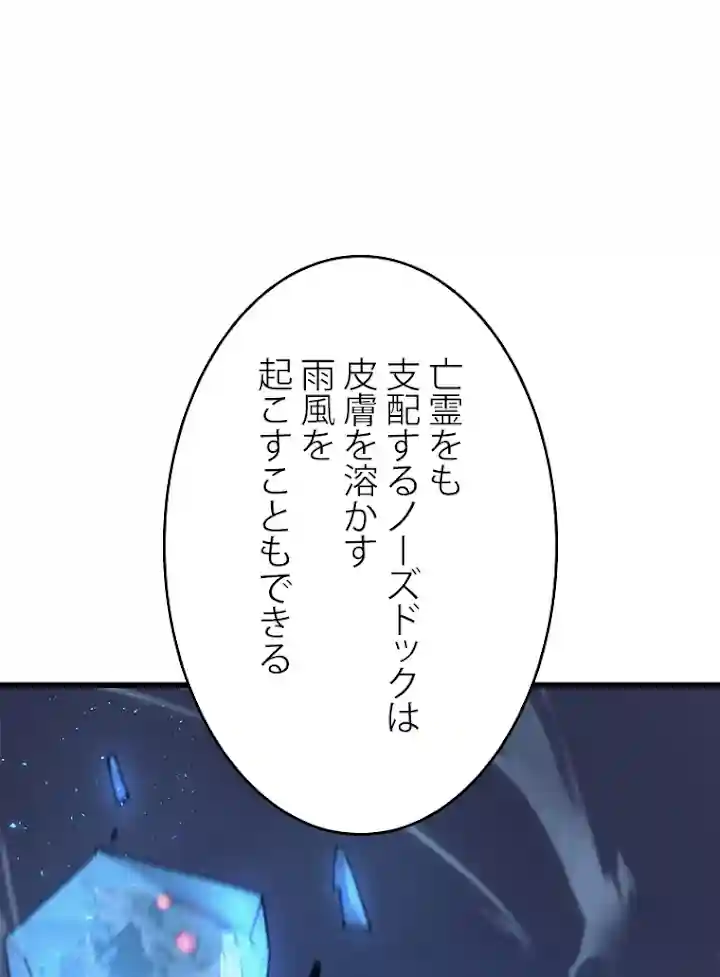 亡霊をも
支配するノーズドックは
皮膚を溶かす
雨風を
起こすこともできる